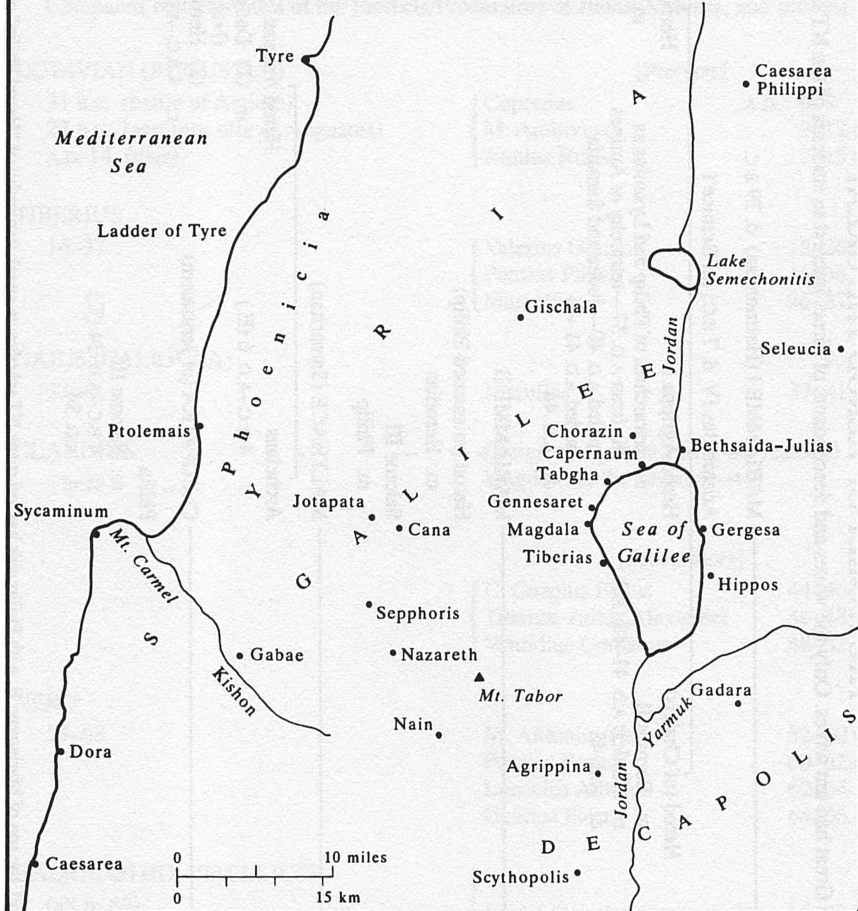 Tyre
Caesarea
Philippi
Mediterranean
Sea
Ladder of Tyre
Lake
Semechonitis
Gischala
Jordan
Seleucia
SYRIA
Phoenicia
GALILEE
Ptolemais
Chorazin
Bethsaida-Julias
Capernaum
Tabgha
Sycaminum
Jotapata
Gennesaret
Cana
Magdala
Sea of
Galilee
Gergesa
Mt. Carmel
Tiberias
Hippos
Sepphoris
Gabae
Nazareth
Kishon
Mt. Tabor
Gadara
Yarmuk
Nain
Dora
Agrippina
Jordan
DECAPOLIS
Caesarea
0 10 miles
0 15 km
Scythopolis